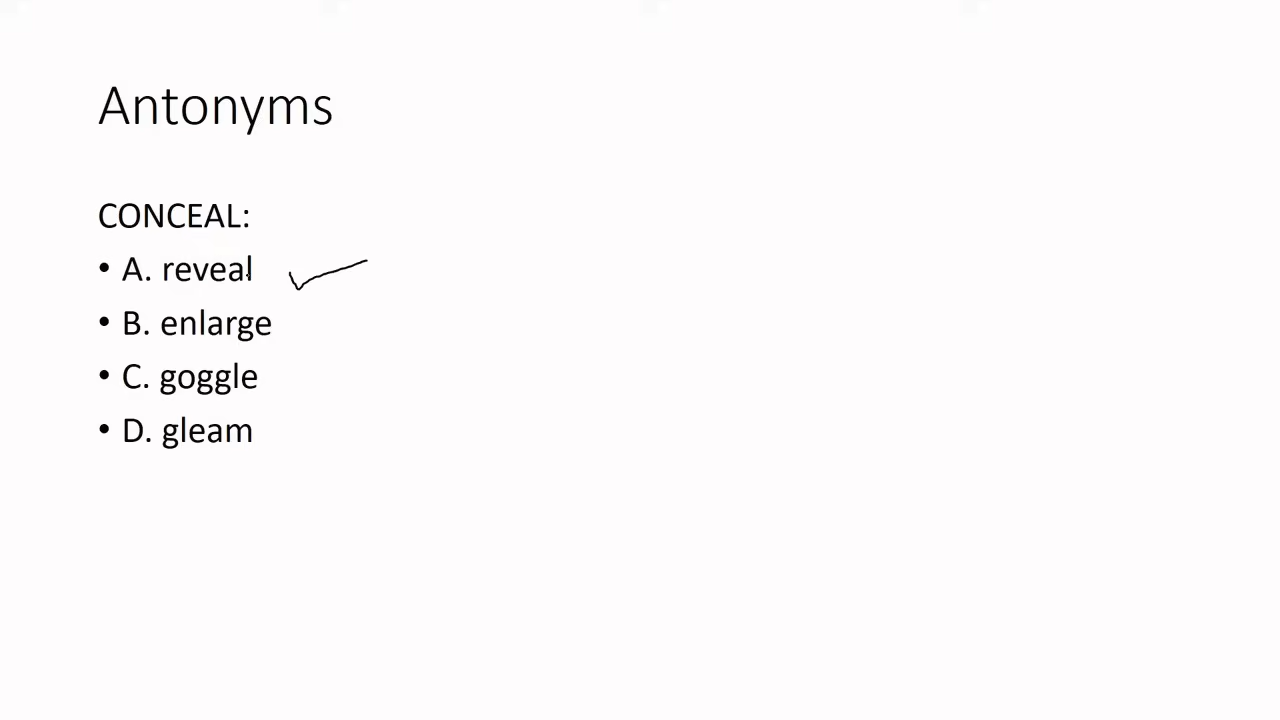 Antonyms
CONCEAL:
• A. reveal
• B. enlarge
• C. goggle
• D. gleam